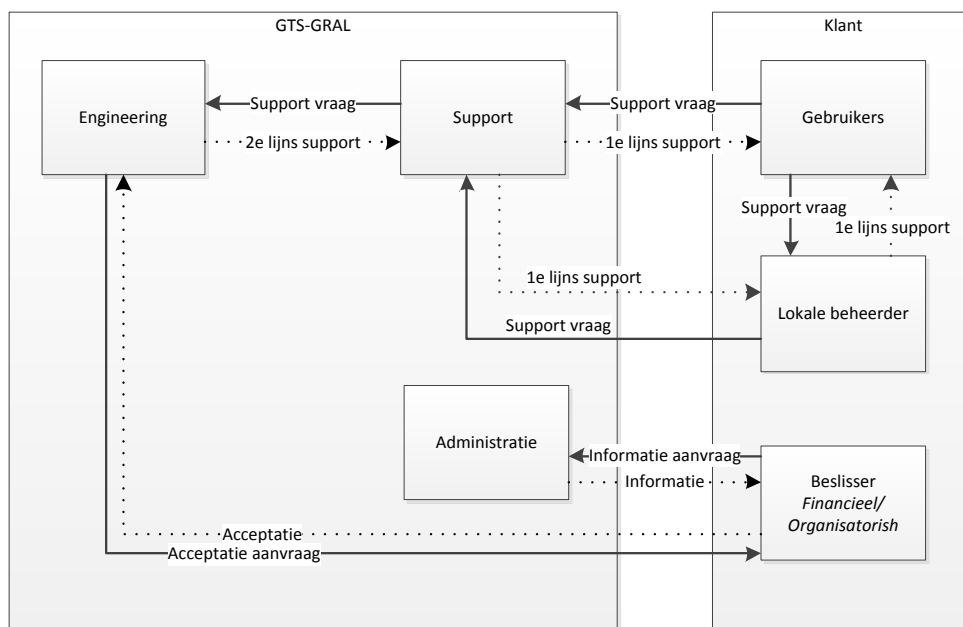 GTS-GRAL
Klant
Engineering
Support vraag
2e lijns support
Support
Support vraag
1e lijns support
Gebruikers
Support vraag
1e lijns support
1e lijns support
Support vraag
Lokale beheerder
Administratie
Informatie aanvraag
Informatie
Beslisser
Financieel/
Organisatorish
Acceptatie
Acceptatie aanvraag